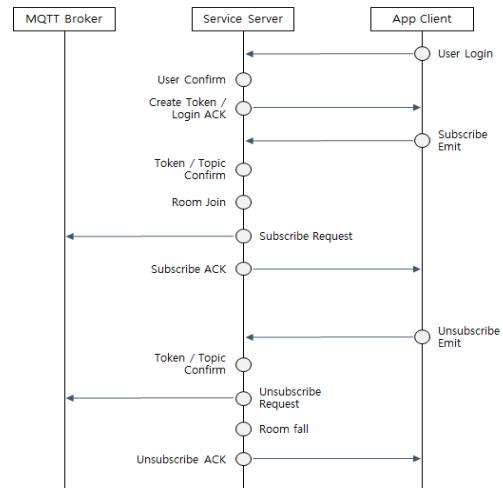 MQTT Broker
Service Server
App Client
User Login
User Confirm
Create Token /
Login ACK
Subscribe
Emit
Token / Topic
Confirm
Room Join
Subscribe Request
Subscribe ACK
Unsubscribe
Emit
Token / Topic
Confirm
Unsubscribe
Request
Room fall
Unsubscribe ACK